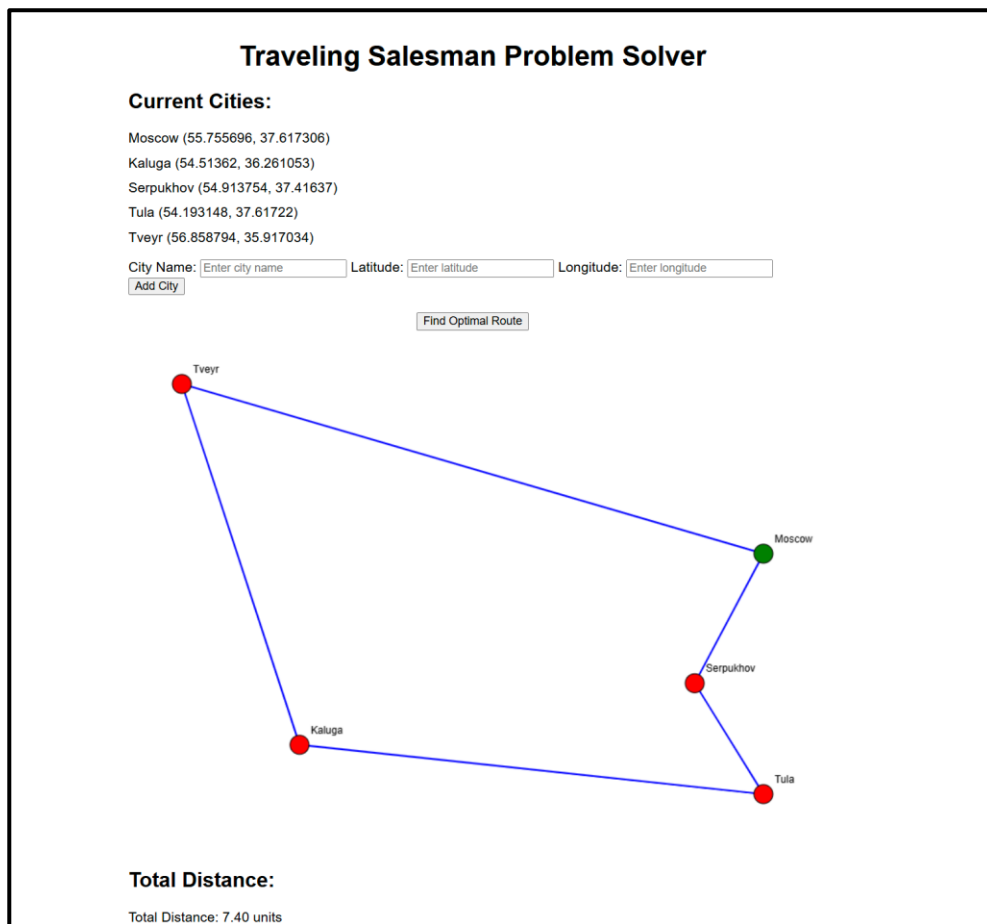 Traveling Salesman Problem Solver
Current Cities:
Moscow (55.755696, 37.617306)
Kaluga (54.51362, 36.261053)
Serpukhov (54.913754, 37.41637)
Tula (54.193148, 37.61722)
Tveyr (56.858794, 35.917034)
City Name: Enter city name Latitude: Enter latitude Longitude: Enter longitude
Add City
Find Optimal Route
Tveyr
Moscow
Serpukhov
Kaluga
Tula
Total Distance:
Total Distance: 7.40 units